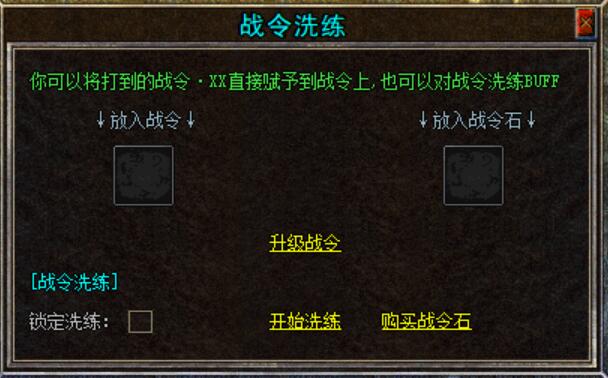 战令洗练
你可以将打到的战令·XX直接赋予到战令上,也可以对战令洗练BUFF
↓放入战令↓ ↓放入战令石↓
升级战令
[战令洗练]
锁定洗练: 开始洗练 购买战令石